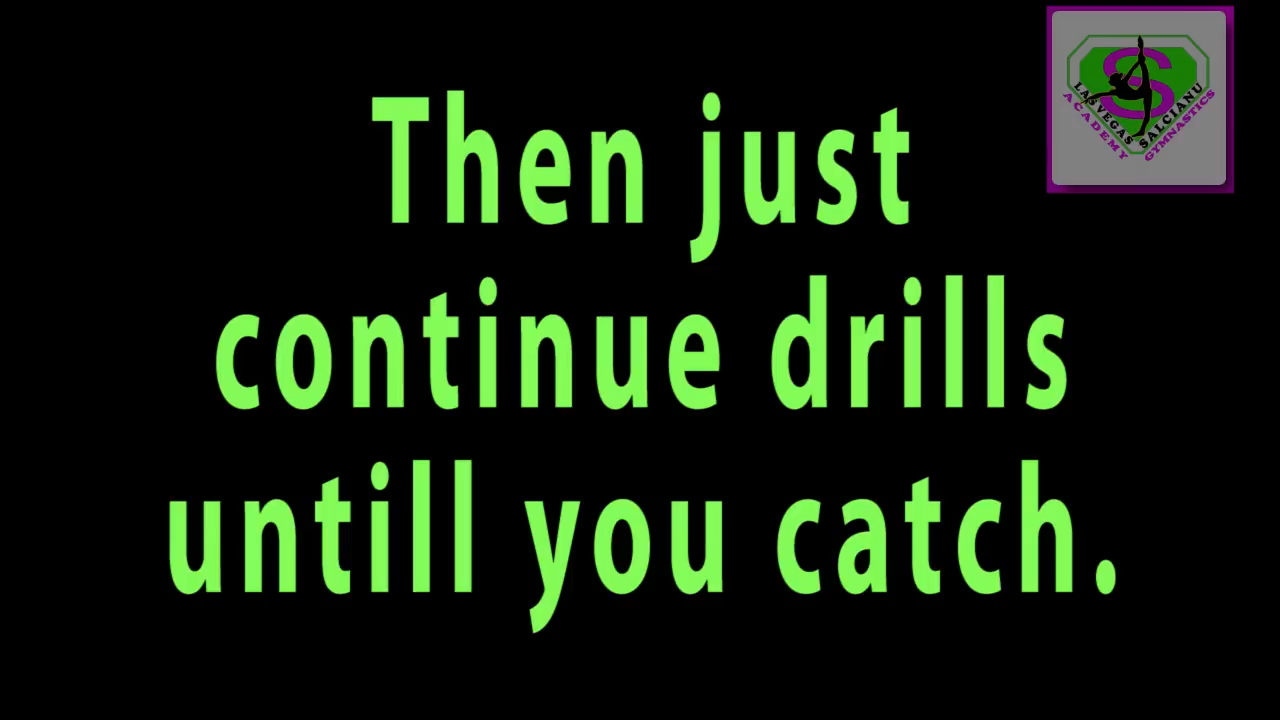 Then just
continue drills
untill you catch.
S
LAS VEGAS SALCIANU
ACADEMY GYMNASTICS